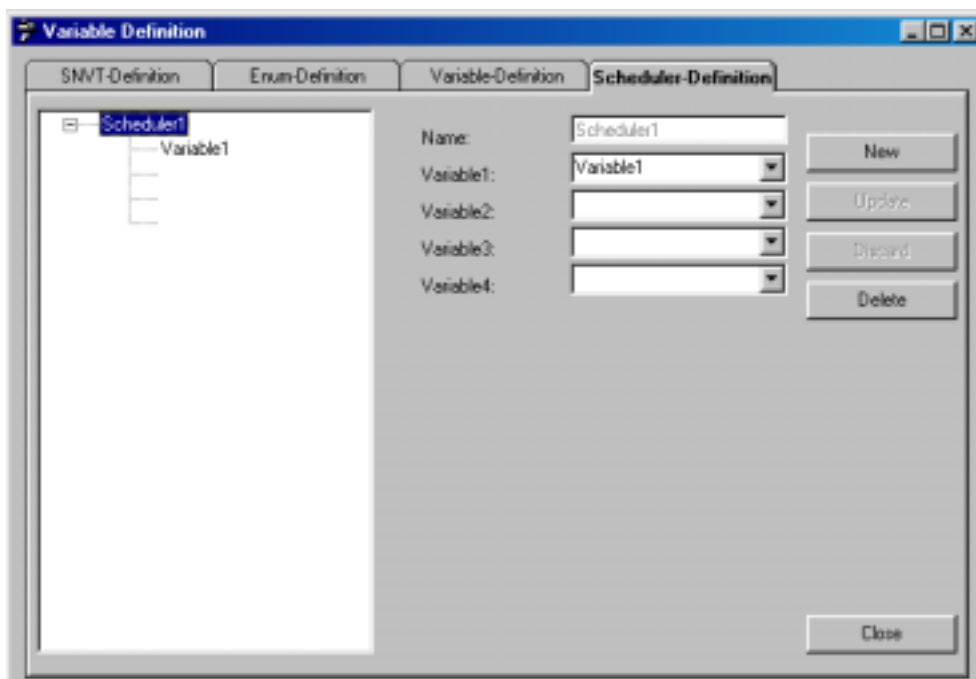 Variable Definition
SNVT-Definition
Enum-Definition
Variable-Definition
Scheduler-Definition
Scheduler1
Variable1
Name:
Scheduler1
Variable1:
Variable1
Variable2:
Variable3:
Variable4:
New
Update
Discard
Delete
Close